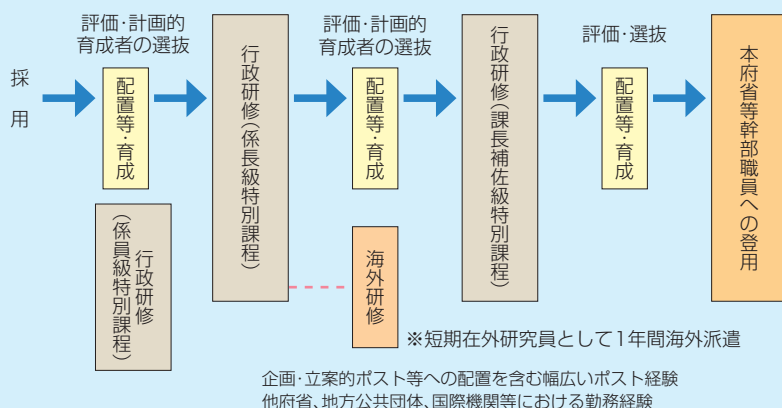 採用
評価・計画的
育成者の選抜
配置等・育成
行政研修
(係員級特別課程)
行政研修(係長級特別課程)
評価・計画的
育成者の選抜
配置等・育成
海外研修
行政研修(課長補佐級特別課程)
評価・選抜
配置等・育成
本府省等幹部職員への登用
※短期在外研究員として1年間海外派遣
企画・立案的ポスト等への配置を含む幅広いポスト経験
他府省、地方公共団体、国際機関等における勤務経験